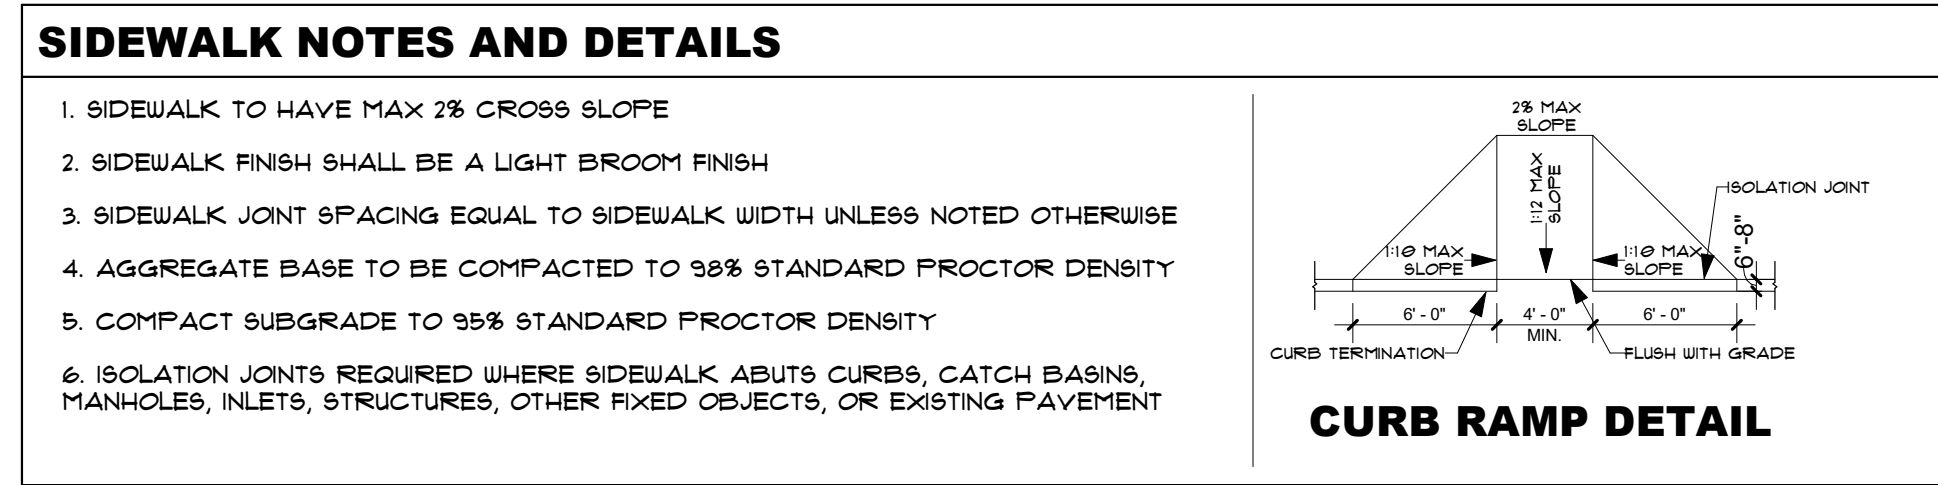 SIDEWALK NOTES AND DETAILS
1. SIDEWALK TO HAVE MAX 2% CROSS SLOPE
2. SIDEWALK FINISH SHALL BE A LIGHT BROOM FINISH
3. SIDEWALK JOINT SPACING EQUAL TO SIDEWALK WIDTH UNLESS NOTED OTHERWISE
4. AGGREGATE BASE TO BE COMPACTED TO 98% STANDARD PROCTOR DENSITY
5. COMPACT SUBGRADE TO 95% STANDARD PROCTOR DENSITY
6. ISOLATION JOINTS REQUIRED WHERE SIDEWALK ABUTS CURBS, CATCH BASINS,
MANHOLES, INLETS, STRUCTURES, OTHER FIXED OBJECTS, OR EXISTING PAVEMENT
2% MAX
SLOPE
1:12 MAX
SLOPE
ISOLATION JOINT
1:10 MAX
SLOPE
1:10 MAX
SLOPE
6"-8"
6' - 0"
4' - 0"
MIN.
6' - 0"
CURB TERMINATION
FLUSH WITH GRADE
CURB RAMP DETAIL